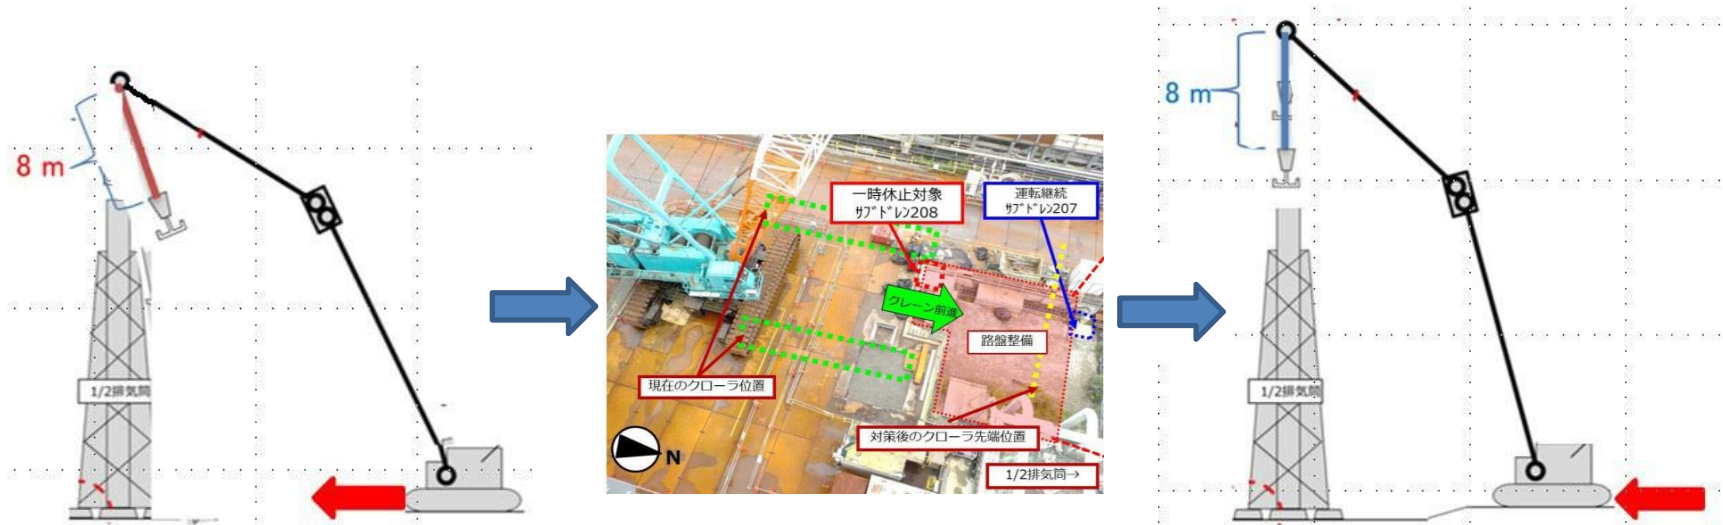 8 m
1/2排気筒
一時休止対象
ｻﾌﾞﾄﾞﾚﾝ208
運転継続
ｻﾌﾞﾄﾞﾚﾝ207
クレーン前進
路盤整備
現在のクローラ位置
対策後のクローラ先端位置
N
1/2排気筒→
8 m
1/2排気筒